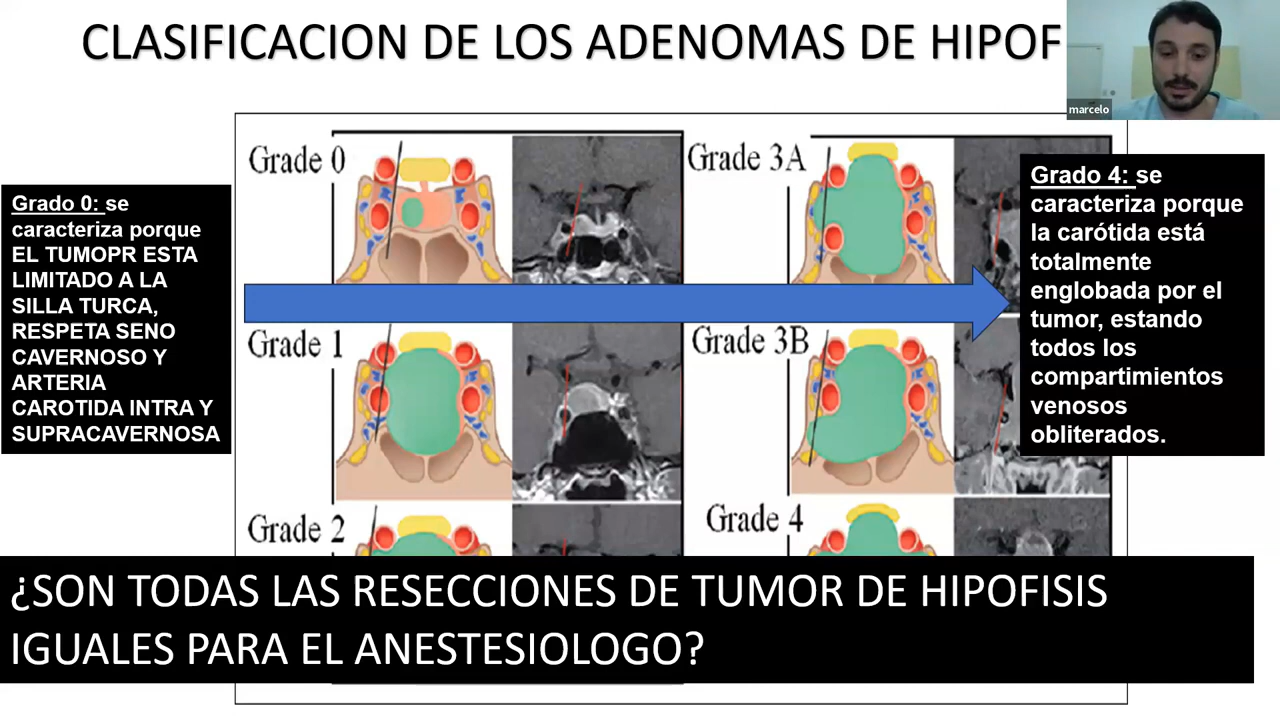 CLASIFICACION DE LOS ADENOMAS DE HIPOF
marcelo
Grade 0
Grade 3A
Grado 0: se
caracteriza porque
EL TUMOPR ESTA
LIMITADO A LA
SILLA TURCA,
RESPETA SENO
CAVERNOSO Y
ARTERIA
CAROTIDA INTRA Y
SUPRACAVERNOSA
Grado 4: se
caracteriza porque
la carótida está
totalmente
englobada por el
tumor, estando
todos los
compartimientos
venosos
obliterados.
Grade 1
Grade 3B
Grade 2
Grade 4
¿SON TODAS LAS RESECCIONES DE TUMOR DE HIPOFISIS
IGUALES PARA EL ANESTESIOLOGO?